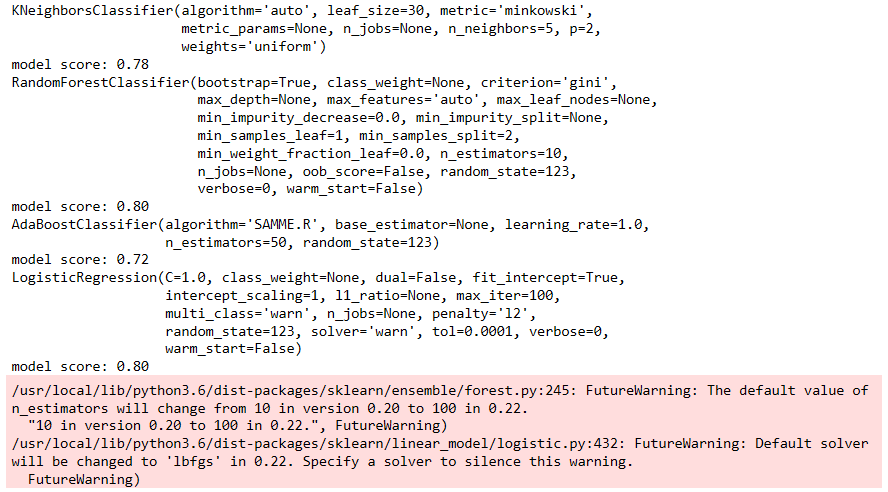 KNeighborsClassifier(algorithm='auto', leaf_size=30, metric='minkowski',
metric_params=None, n_jobs=None, n_neighbors=5, p=2,
weights='uniform')
model score: 0.78
RandomForestClassifier(bootstrap=True, class_weight=None, criterion='gini',
max_depth=None, max_features='auto', max_leaf_nodes=None,
min_impurity_decrease=0.0, min_impurity_split=None,
min_samples_leaf=1, min_samples_split=2,
min_weight_fraction_leaf=0.0, n_estimators=10,
n_jobs=None, oob_score=False, random_state=123,
verbose=0, warm_start=False)
model score: 0.80
AdaBoostClassifier(algorithm='SAMME.R', base_estimator=None, learning_rate=1.0,
n_estimators=50, random_state=123)
model score: 0.72
LogisticRegression(C=1.0, class_weight=None, dual=False, fit_intercept=True,
intercept_scaling=1, l1_ratio=None, max_iter=100,
multi_class='warn', n_jobs=None, penalty='l2',
random_state=123, solver='warn', tol=0.0001, verbose=0,
warm_start=False)
model score: 0.80
/usr/local/lib/python3.6/dist-packages/sklearn/ensemble/forest.py:245: FutureWarning: The default value of
n_estimators will change from 10 in version 0.20 to 100 in 0.22.
"10 in version 0.20 to 100 in 0.22.", FutureWarning)
/usr/local/lib/python3.6/dist-packages/sklearn/linear_model/logistic.py:432: FutureWarning: Default solver
will be changed to 'lbfgs' in 0.22. Specify a solver to silence this warning.
FutureWarning)